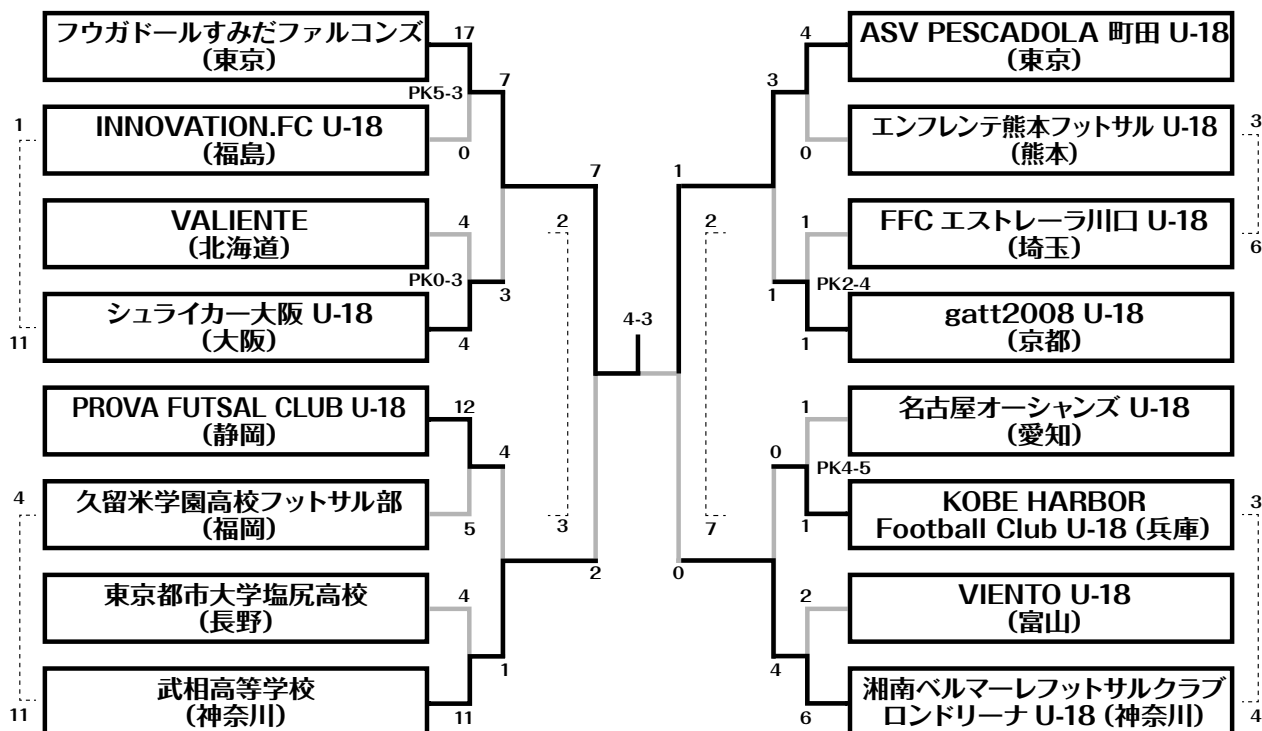 フウガドールすみだファルコンズ
(東京)
17
PK5-3
7
1
INNOVATION.FC U-18
(福島)
0
7
VALIENTE
(北海道)
4
2
PK0-3
3
シュライカー大阪 U-18
(大阪)
11
4
4-3
PROVA FUTSAL CLUB U-18
(静岡)
12
4
4
久留米学園高校フットサル部
(福岡)
5
3
2
東京都市大学塩尻高校
(長野)
4
1
武相高等学校
(神奈川)
11
11
4
ASV PESCADOLA 町田 U-18
(東京)
3
エンフレンテ熊本フットサル U-18
(熊本)
3
0
1
1
FFC エストレーラ川口 U-18
(埼玉)
2
6
PK2-4
1
gatt2008 U-18
(京都)
1
1
名古屋オーシャンズ U-18
(愛知)
0
PK4-5
KOBE HARBOR
Football Club U-18 (兵庫)
3
1
7
0
2
VIENTO U-18
(富山)
4
湘南ベルマーレフットサルクラブ
ロンドリーナ U-18 (神奈川)
6
4